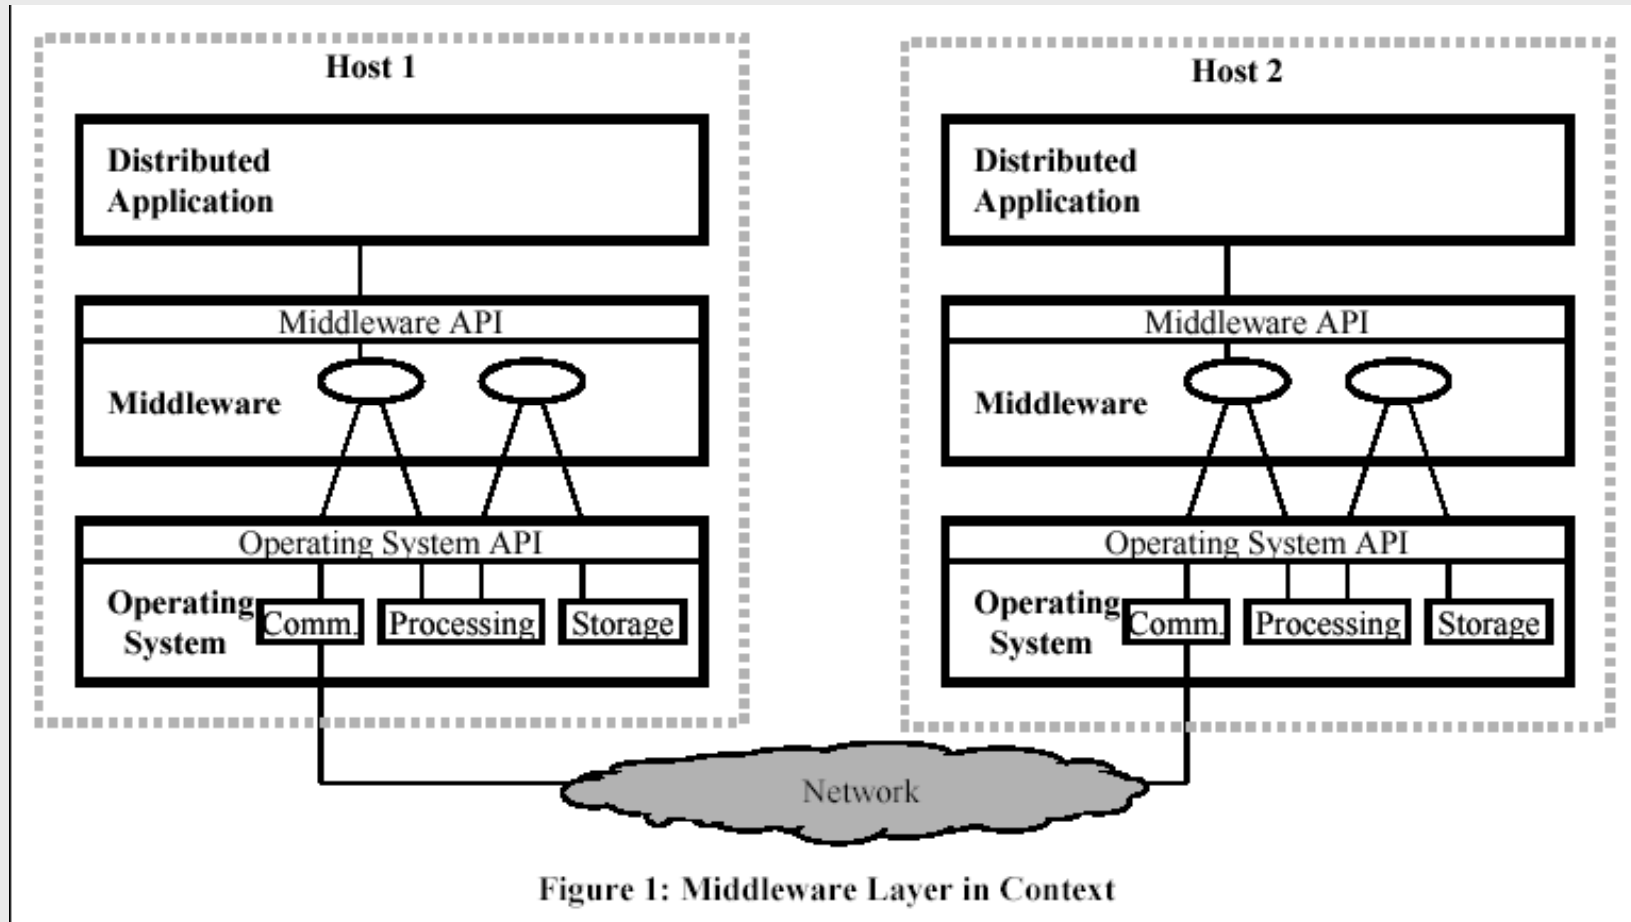 Host 1
Distributed
Application
Middleware API
Middleware
Operating System API
Operating
System
Comm.
Processing
Storage
Host 2
Distributed
Application
Middleware API
Middleware
Operating System API
Operating
System
Comm.
Processing
Storage
Network
Figure 1: Middleware Layer in Context